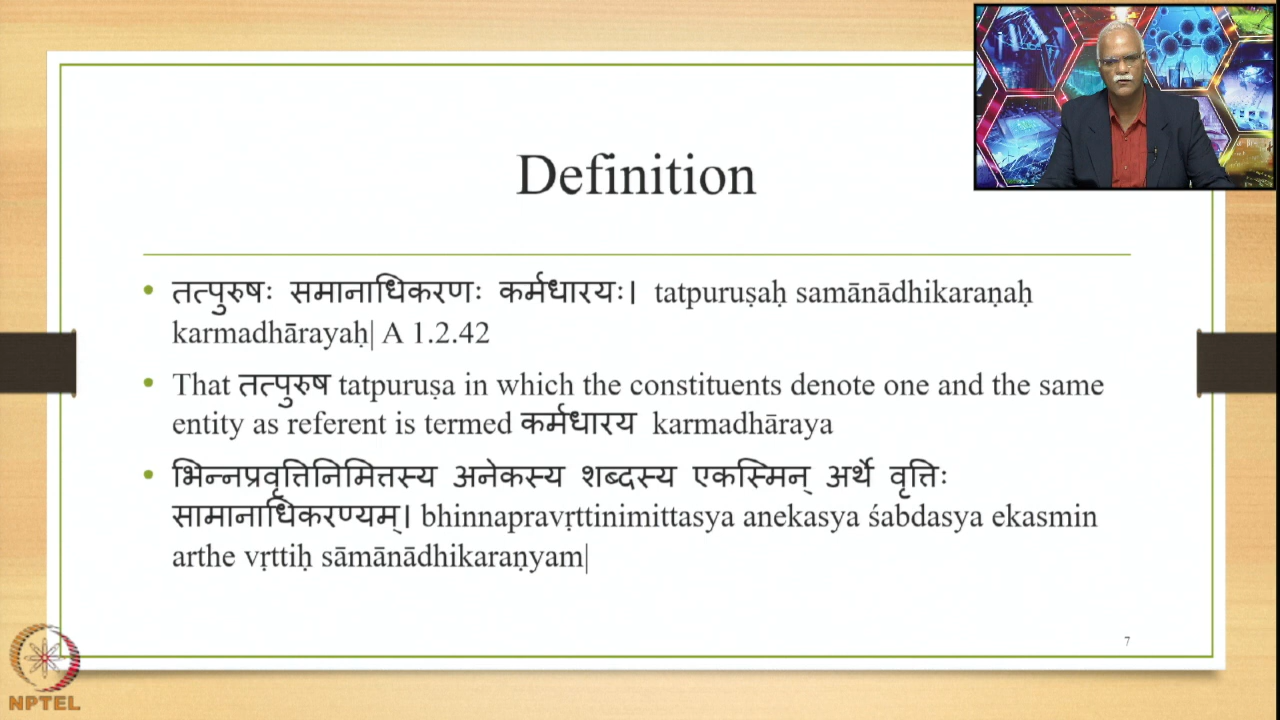 Definition
• तत्पुरुषः समानाधिकरणः कर्मधारयः। tatpuruṣaḥ samānādhikaraṇaḥ
karmadhārayaḥ| A 1.2.42
• That तत्पुरुष tatpuruṣa in which the constituents denote one and the same
entity as referent is termed कर्मधारय karmadhāraya
• भिन्नप्रवृत्तिनिमित्तस्य अनेकस्य शब्दस्य एकस्मिन् अर्थे वृत्तिः
सामानाधिकरण्यम्। bhinnapravṛttinimittasya anekasya śabdasya ekasmin
arthe vṛttiḥ sāmānādhikaraṇyam|
7
NPTEL